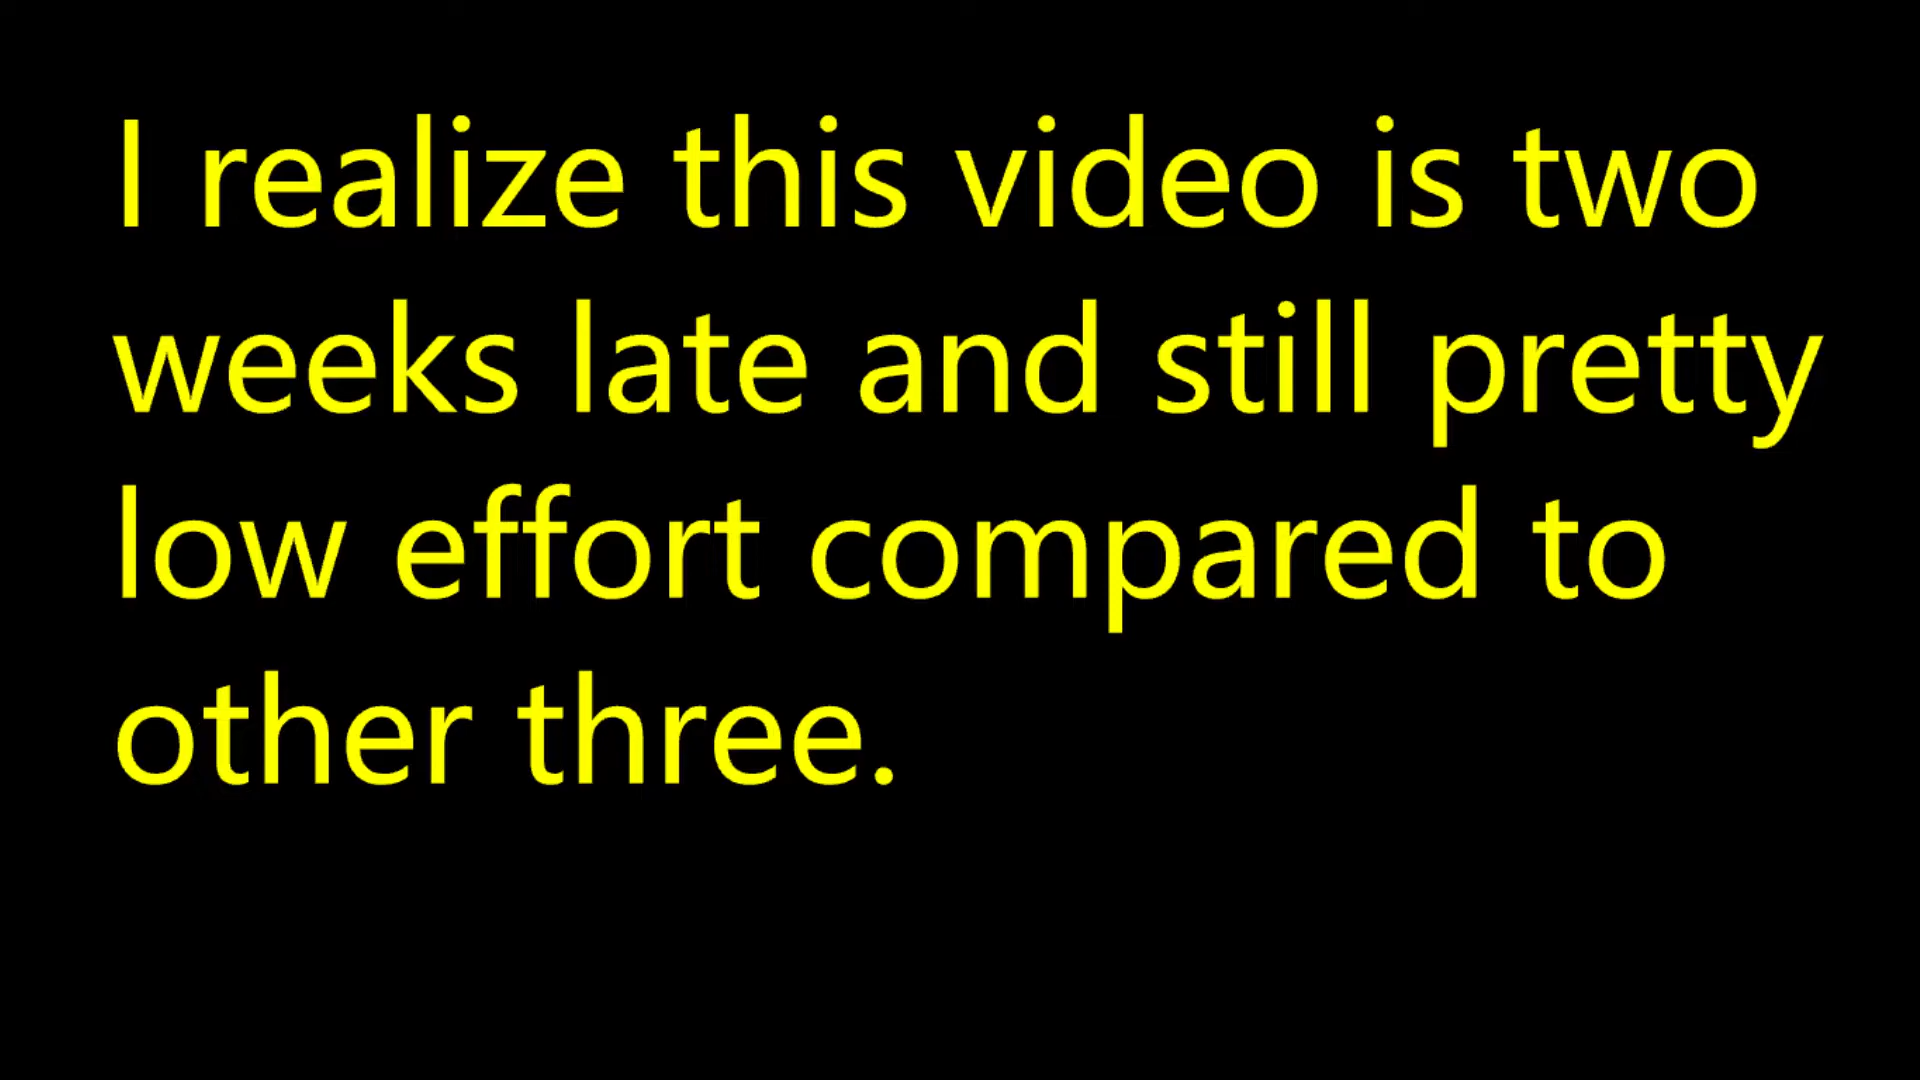 I realize this video is two
weeks late and still pretty
low effort compared to
other three.